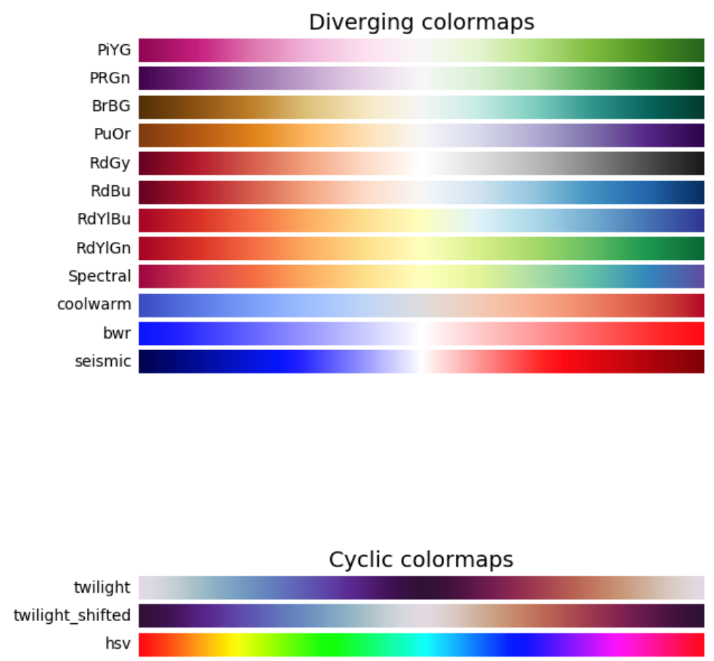 Diverging colormaps
PiYG
PRGn
BrBG
PuOr
RdGy
RdBu
RdYlBu
RdYlGn
Spectral
coolwarm
bwr
seismic
Cyclic colormaps
twilight
twilight_shifted
hsv